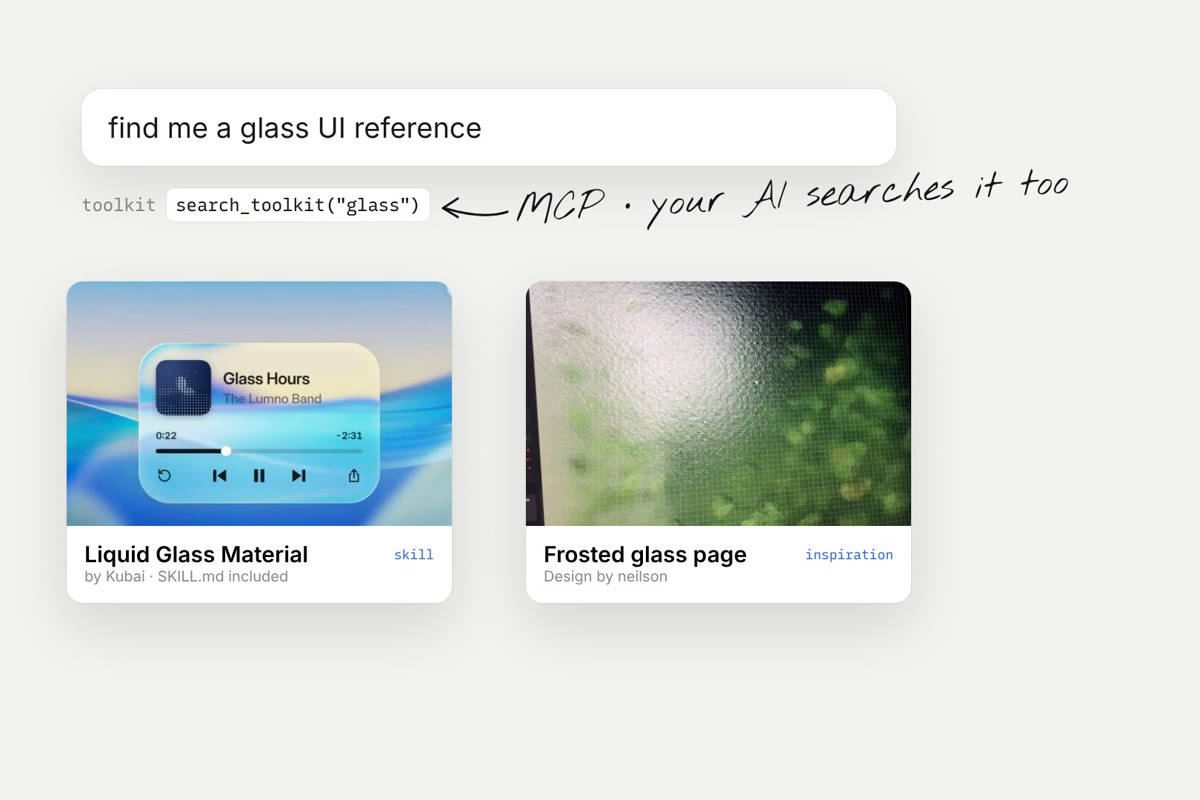 find me a glass UI reference
toolkit search_toolkit("glass") MCP · your AI searches it too
Glass Hours
The Lumno Band
0:22 -2:31
Liquid Glass Material skill
by Kubai · SKILL.md included
Frosted glass page inspiration
Design by neilson